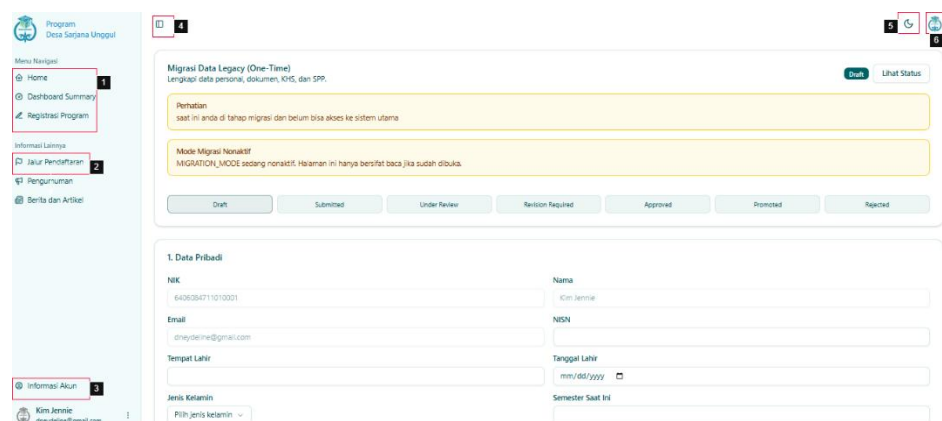 Program
Desa Sarjana Unggul
Menu Navigasi
Home
1
Dashboard Summary
Registrasi Program
Informasi Lainnya
Jalur Pendaftaran
2
Pengumuman
Berita dan Artikel
Informasi Akun
3
Kim Jennie
dneydeline@gmail.com
4
5
6
Migrasi Data Legacy (One-Time)
Lengkapi data personal, dokumen, KHS, dan SPP.
Draft
Lihat Status
Perhatian
saat ini anda di tahap migrasi dan belum bisa akses ke sistem utama
Mode Migrasi Nonaktif
MIGRATION_MODE sedang nonaktif. Halaman ini hanya bersifat baca jika sudah dibuka.
Draft
Submitted
Under Review
Revision Required
Approved
Promoted
Rejected
1. Data Pribadi
NIK
6406084711010001
Nama
Kim Jennie
Email
dneydeline@gmail.com
NISN
Tempat Lahir
Tanggal Lahir
mm/dd/yyyy
Jenis Kelamin
Pilih jenis kelamin
Semester Saat Ini